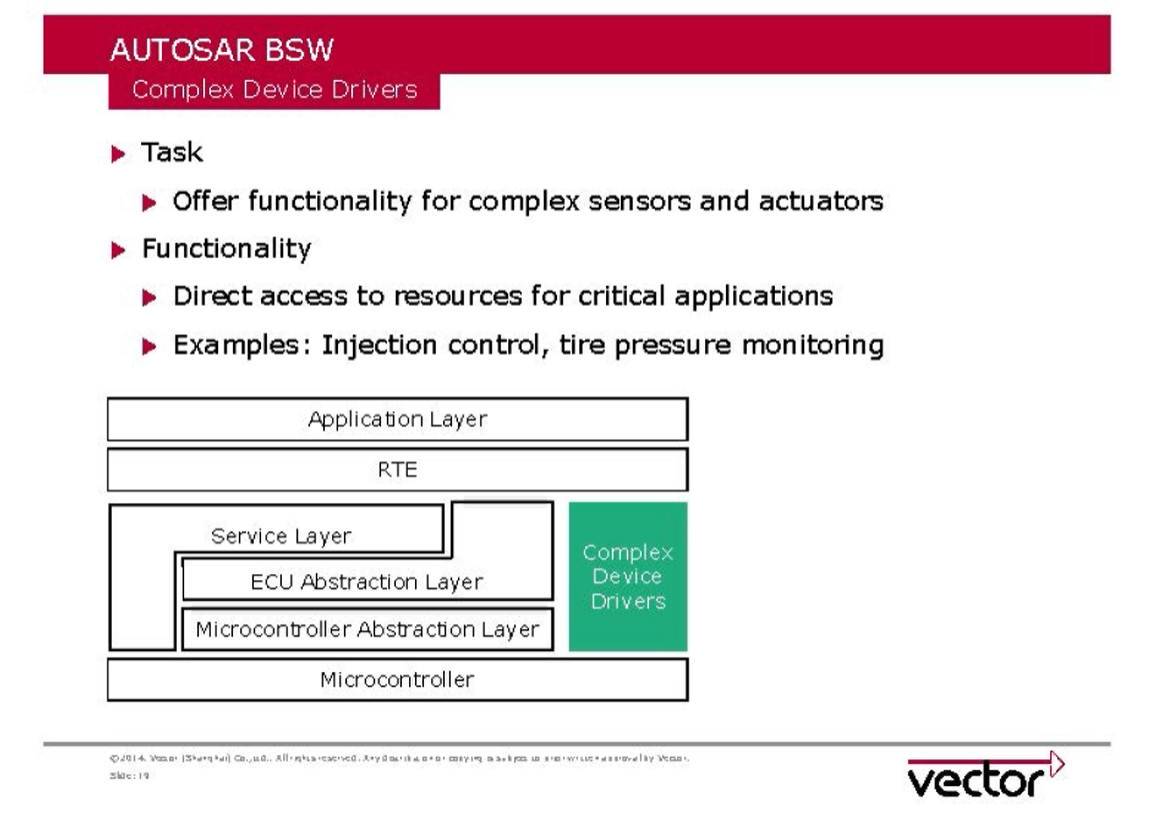 AUTOSAR BSW
Complex Device Drivers
Task
Offer functionality for complex sensors and actuators
Functionality
Direct access to resources for critical applications
Examples: Injection control, tire pressure monitoring
Application Layer
RTE
Service Layer
ECU Abstraction Layer
Microcontroller Abstraction Layer
Complex
Device
Drivers
Microcontroller
©2014. Vector (Shanghai) Co., Ltd.. All rights reserved. Any distribution or copying is subject to prior written approval by Vector.
Slide: 19
vector